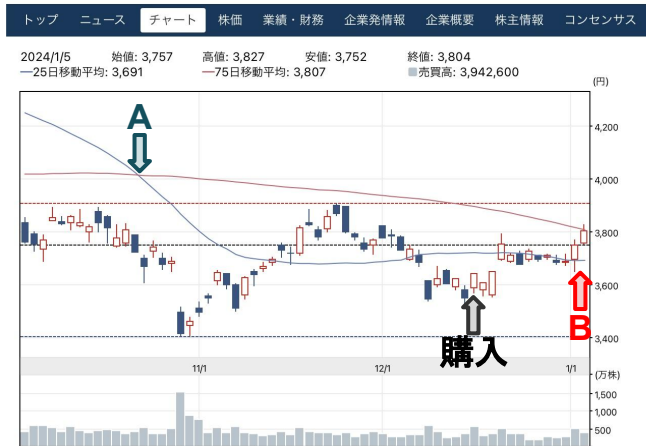 トップ ニュース チャート 株価 業績・財務 企業発情報 企業概要 株主情報 コンセンサス
2024/1/5 始値: 3,757 高値: 3,827 安値: 3,752 終値: 3,804
25日移動平均: 3,691 75日移動平均: 3,807 売買高: 3,942,600
(円)
A
4,200
4,000
3,800
3,600
B
3,400
購入
11/1 12/1 1/1
(万株)
1,500
1,000
500